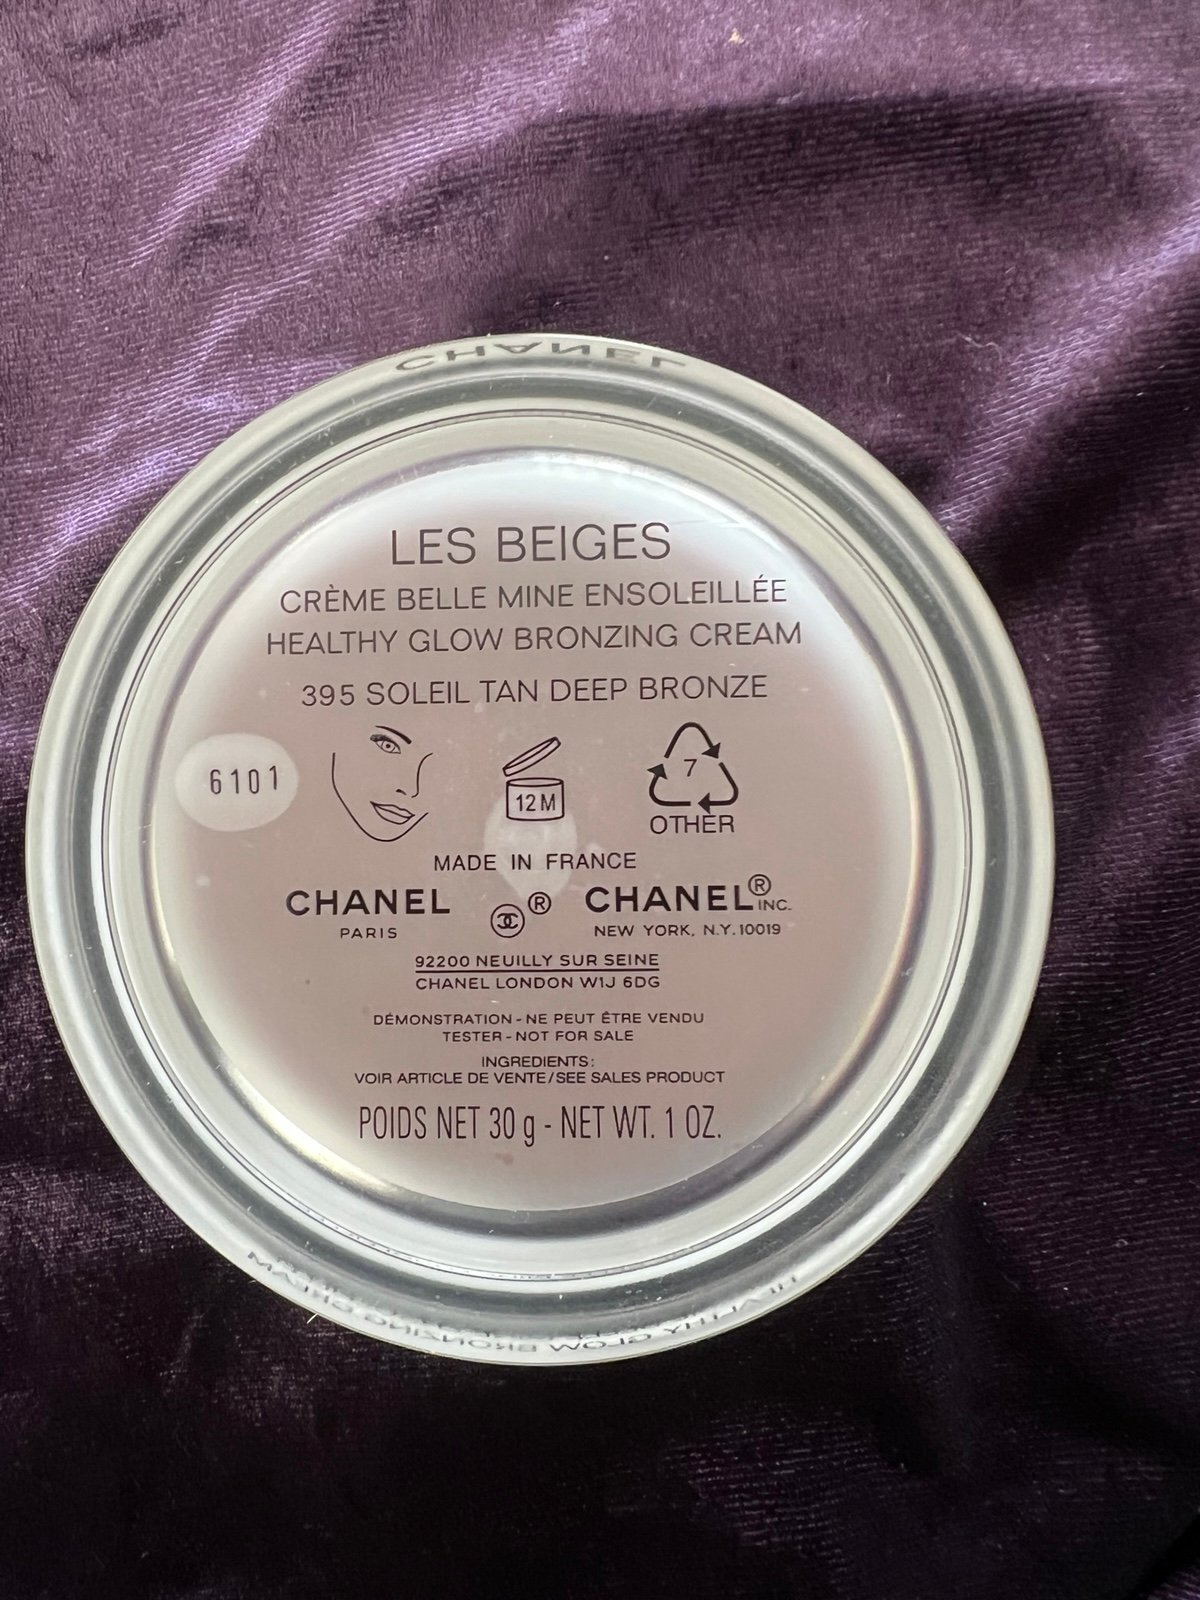 CHANEL
LES BEIGES
CRÈME BELLE MINE ENSOLEILLÉE
HEALTHY GLOW BRONZING CREAM
395 SOLEIL TAN DEEP BRONZE
6101
12M
7
OTHER
MADE IN FRANCE
CHANEL ® CHANEL® INC.
PARIS NEW YORK, N.Y. 10019
92200 NEUILLY SUR SEINE
CHANEL LONDON W1J 6DG
DÉMONSTRATION - NE PEUT ÊTRE VENDU
TESTER - NOT FOR SALE
INGREDIENTS:
VOIR ARTICLE DE VENTE/SEE SALES PRODUCT
POIDS NET 30 g - NET WT. 1 OZ.
GLOW BRONZING